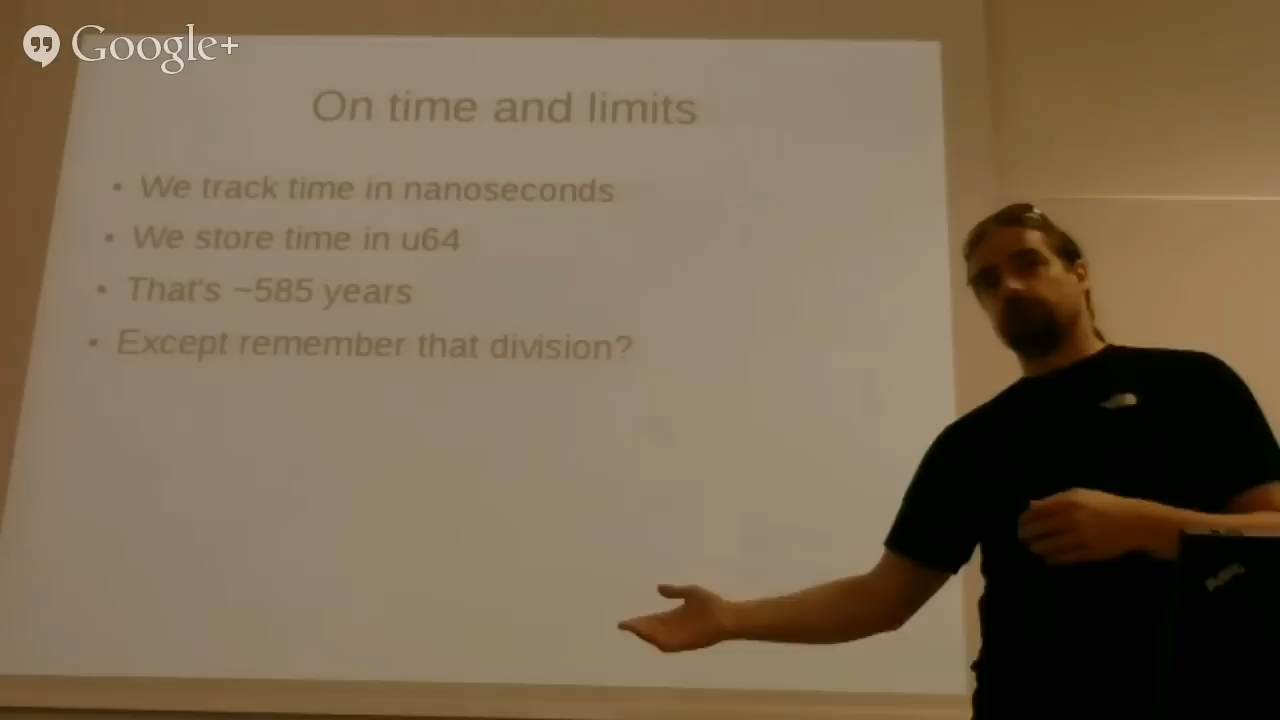 Google+
On time and limits
• We track time in nanoseconds
• We store time in u64
• That's ~585 years
• Except remember that division?